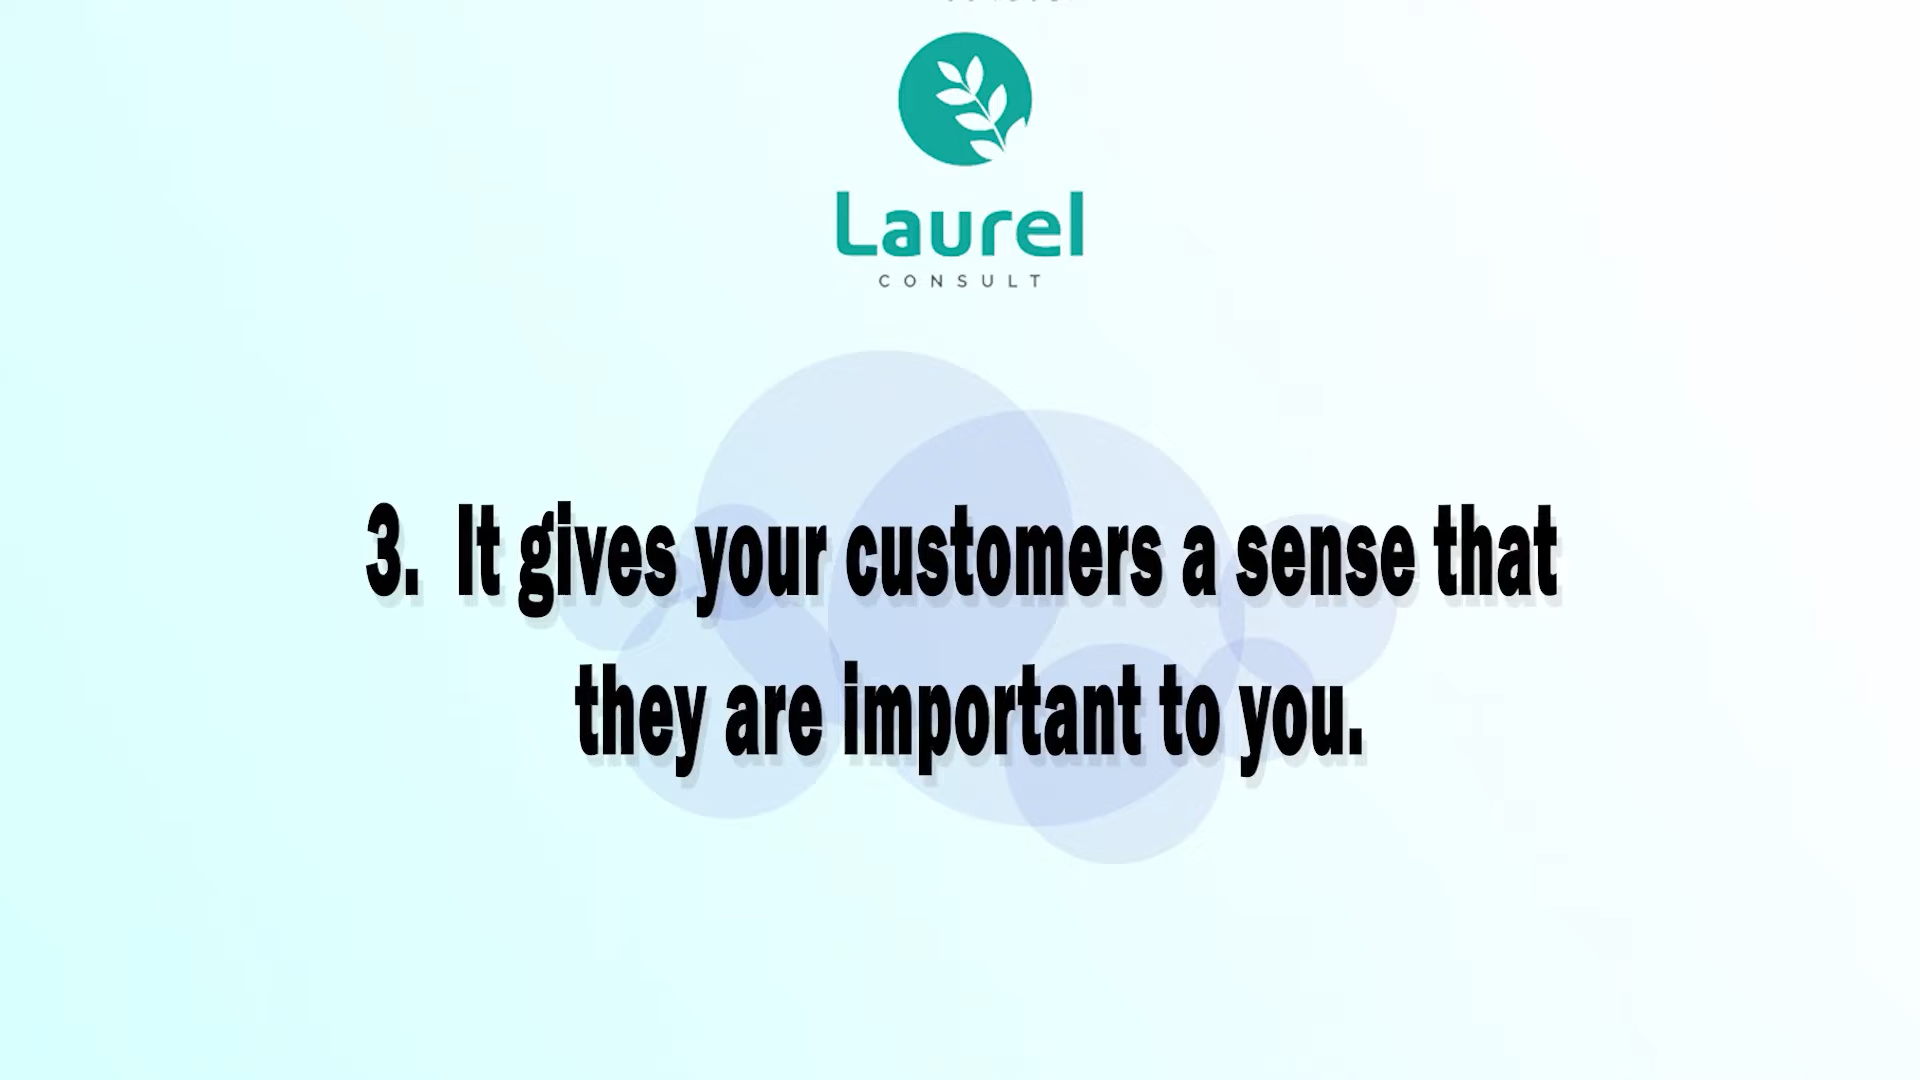 Laurel
CONSULT
3. It gives your customers a sense that
they are important to you.